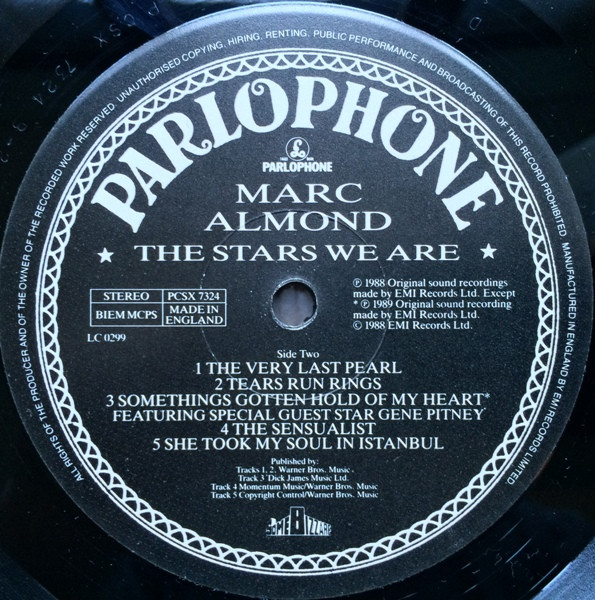 ALL RIGHTS OF THE PRODUCER AND OF THE OWNER OF THE RECORDED WORK RESERVED. UNAUTHORISED COPYING, HIRING, RENTING, PUBLIC PERFORMANCE AND BROADCASTING OF THIS RECORD PROHIBITED. MANUFACTURED IN ENGLAND BY EMI RECORDS LIMITED.
PARLOPHONE
PARLOPHONE
MARC
ALMOND
★ THE STARS WE ARE ★
STEREO PCSX 7324
BIEM MCPS MADE IN ENGLAND
LC 0299
℗ 1988 Original sound recordings
made by EMI Records Ltd. Except
* ℗ 1989 Original sound recording
made by EMI Records Ltd.
© 1988 EMI Records Ltd.
Side Two
1 THE VERY LAST PEARL
2 TEARS RUN RINGS
3 SOMETHINGS GOTTEN HOLD OF MY HEART*
FEATURING SPECIAL GUEST STAR GENE PITNEY
4 THE SENSUALIST
5 SHE TOOK MY SOUL IN ISTANBUL
Published by:
Tracks 1, 2, Warner Bros. Music.
Track 3 Dick James Music Ltd.
Track 4 Momentum Music/Warner Bros. Music
Track 5 Copyright Control/Warner Bros. Music
SOME BIZZARE